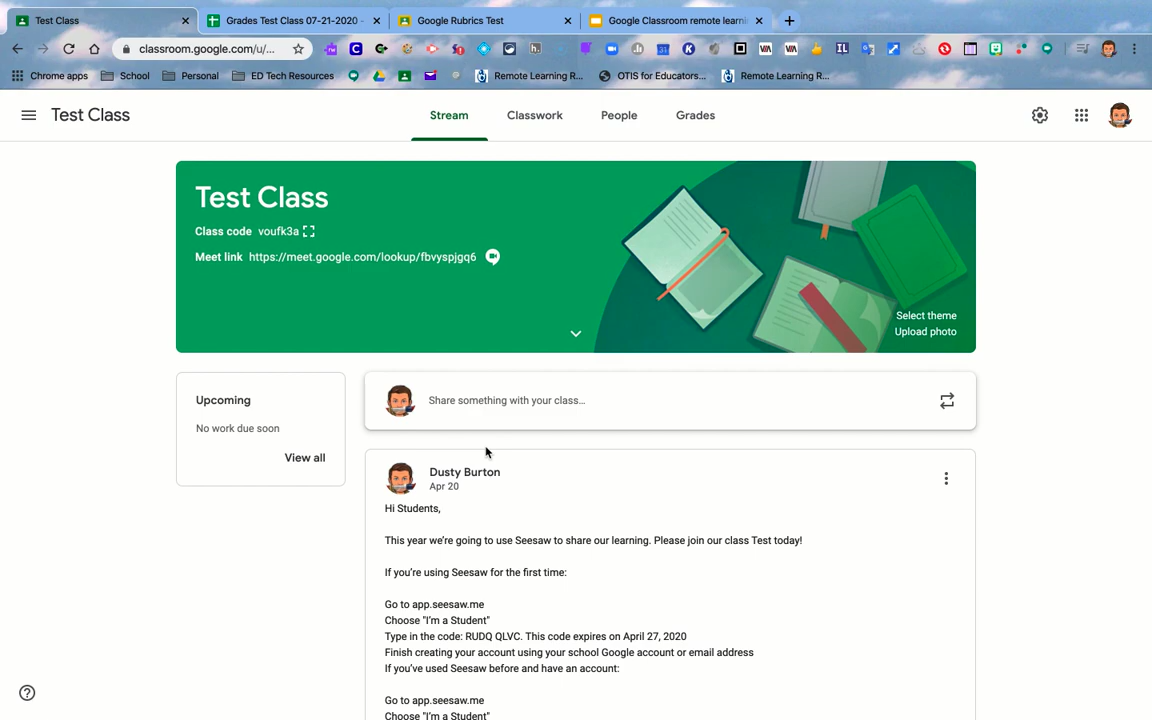 Test Class
Grades Test Class 07-21-2020 -
Google Rubrics Test
Google Classroom remote learni
classroom.google.com/u/...
Chrome apps
School
Personal
ED Tech Resources
Remote Learning R...
OTIS for Educators...
Remote Learning R...
Test Class
Stream
Classwork
People
Grades
Test Class
Class code voufk3a
Meet link https://meet.google.com/lookup/fbvyspjgq6
Select theme
Upload photo
Upcoming
No work due soon
View all
Share something with your class...
Dusty Burton
Apr 20
Hi Students,
This year we're going to use Seesaw to share our learning. Please join our class Test today!
If you're using Seesaw for the first time:
Go to app.seesaw.me
Choose "I'm a Student"
Type in the code: RUDQ QLVC. This code expires on April 27, 2020
Finish creating your account using your school Google account or email address
If you've used Seesaw before and have an account:
Go to app.seesaw.me
Choose "I'm a Student"